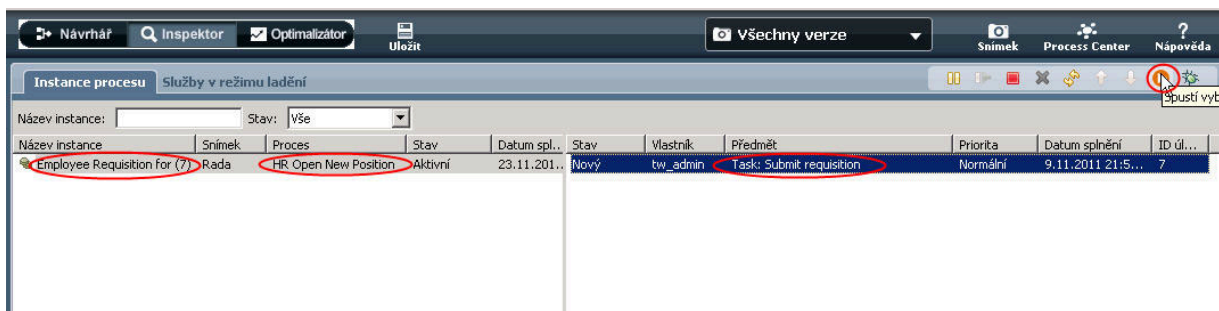 Návrhář Inspektor Optimalizátor Uložit Všechny verze Snímek Process Center Nápověda
Instance procesu Služby v režimu ladění
Spustí vyb
Název instance: Stav: Vše
Název instance Snímek Proces Stav Datum spl... Stav Vlastník Předmět Priorita Datum splnění ID úl...
Employee Requisition for (7) Rada HR Open New Position Aktivní 23.11.201... Nový tw_admin Task: Submit requisition Normální 9.11.2011 21:5... 7